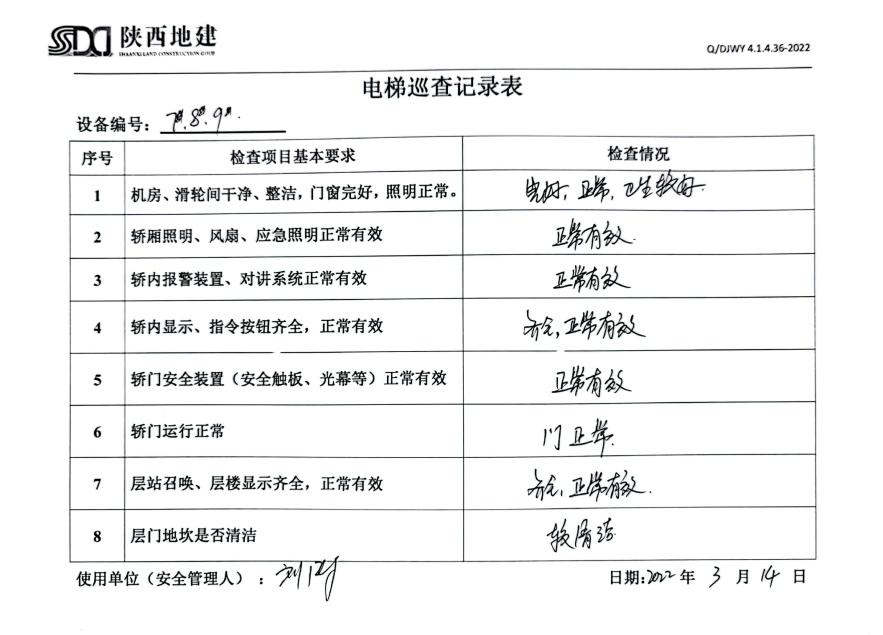 SDCJ 陕西地建
SHAANXI LAND CONSTRUCTION GROUP
Q/DJWY 4.1.4.36-2022
电梯巡查记录表
设备编号: 7#.8#.9#.
序号 检查项目基本要求 检查情况
1 机房、滑轮间干净、整洁，门窗完好，照明正常。 完好, 正常, 卫生较好.
2 轿厢照明、风扇、应急照明正常有效 正常有效.
3 轿内报警装置、对讲系统正常有效 正常有效
4 轿内显示、指令按钮齐全，正常有效 齐全, 正常有效
5 轿门安全装置（安全触板、光幕等）正常有效 正常有效
6 轿门运行正常 门正常.
7 层站召唤、层楼显示齐全，正常有效 齐全, 正常有效.
8 层门地坎是否清洁 较清洁
使用单位（安全管理人）: 刘 日期:2022年 3 月 14 日